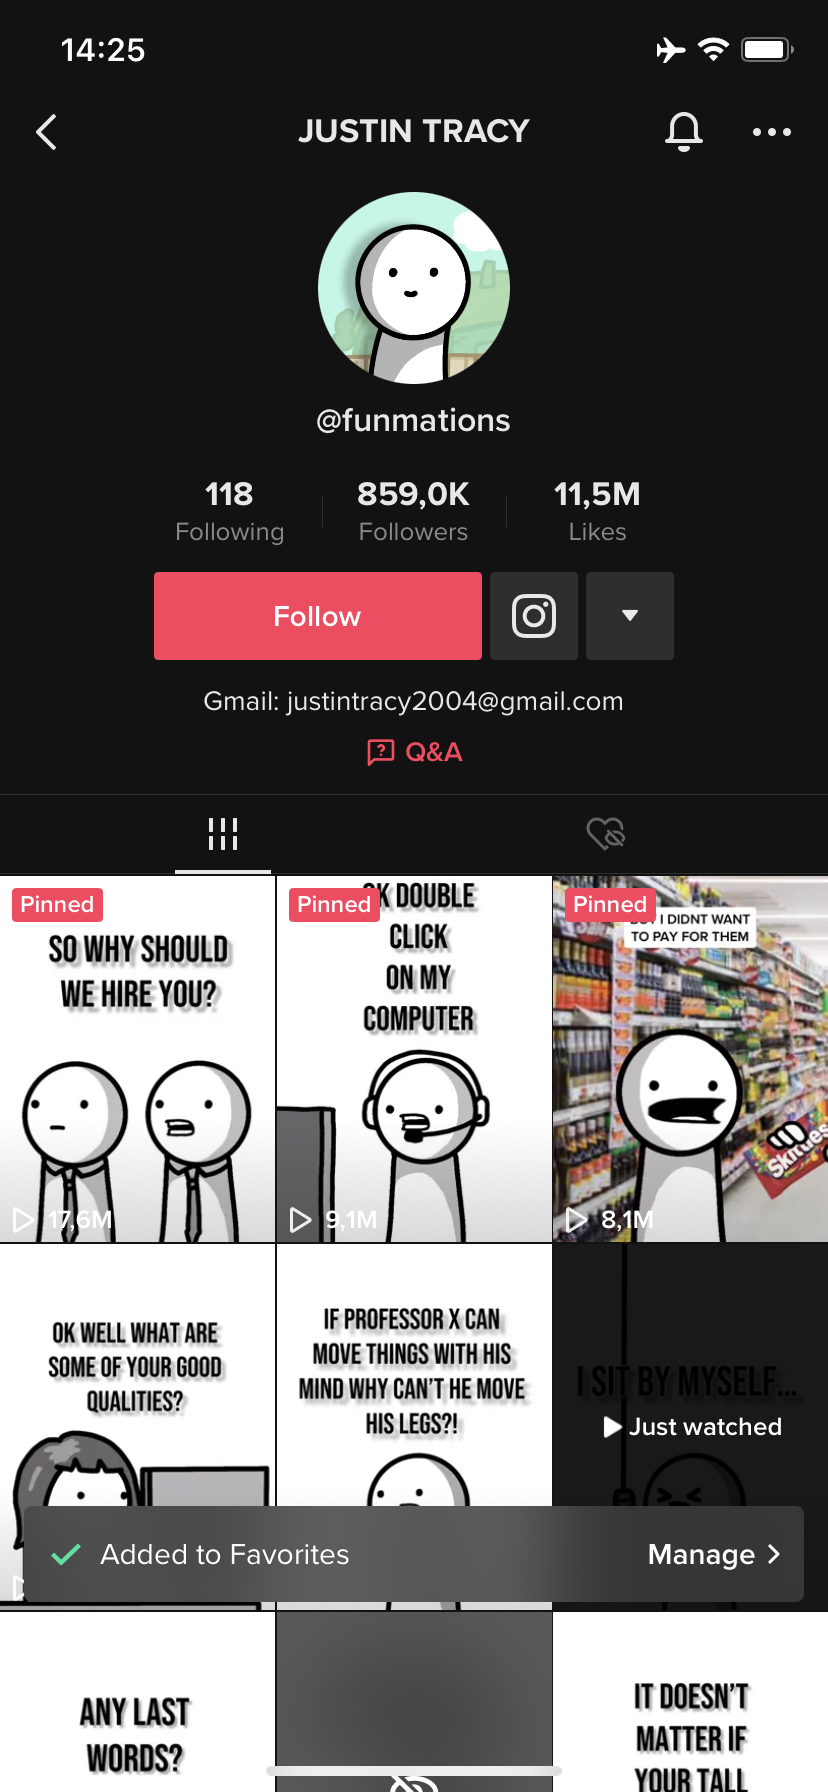 14:25
JUSTIN TRACY
@funmations
118
Following
859,0K
Followers
11,5M
Likes
Follow
Gmail: justintracy2004@gmail.com
Q&A
Pinned
SO WHY SHOULD
WE HIRE YOU?
17,6M
Pinned
OK DOUBLE
CLICK
ON MY
COMPUTER
9,1M
Pinned
I DIDNT WANT
TO PAY FOR THEM
Skittles
8,1M
OK WELL WHAT ARE
SOME OF YOUR GOOD
QUALITIES?
IF PROFESSOR X CAN
MOVE THINGS WITH HIS
MIND WHY CAN'T HE MOVE
HIS LEGS?!
I SIT BY MYSELF...
Just watched
Added to Favorites
Manage
ANY LAST
WORDS?
IT DOESN'T
MATTER IF
YOUR TALL